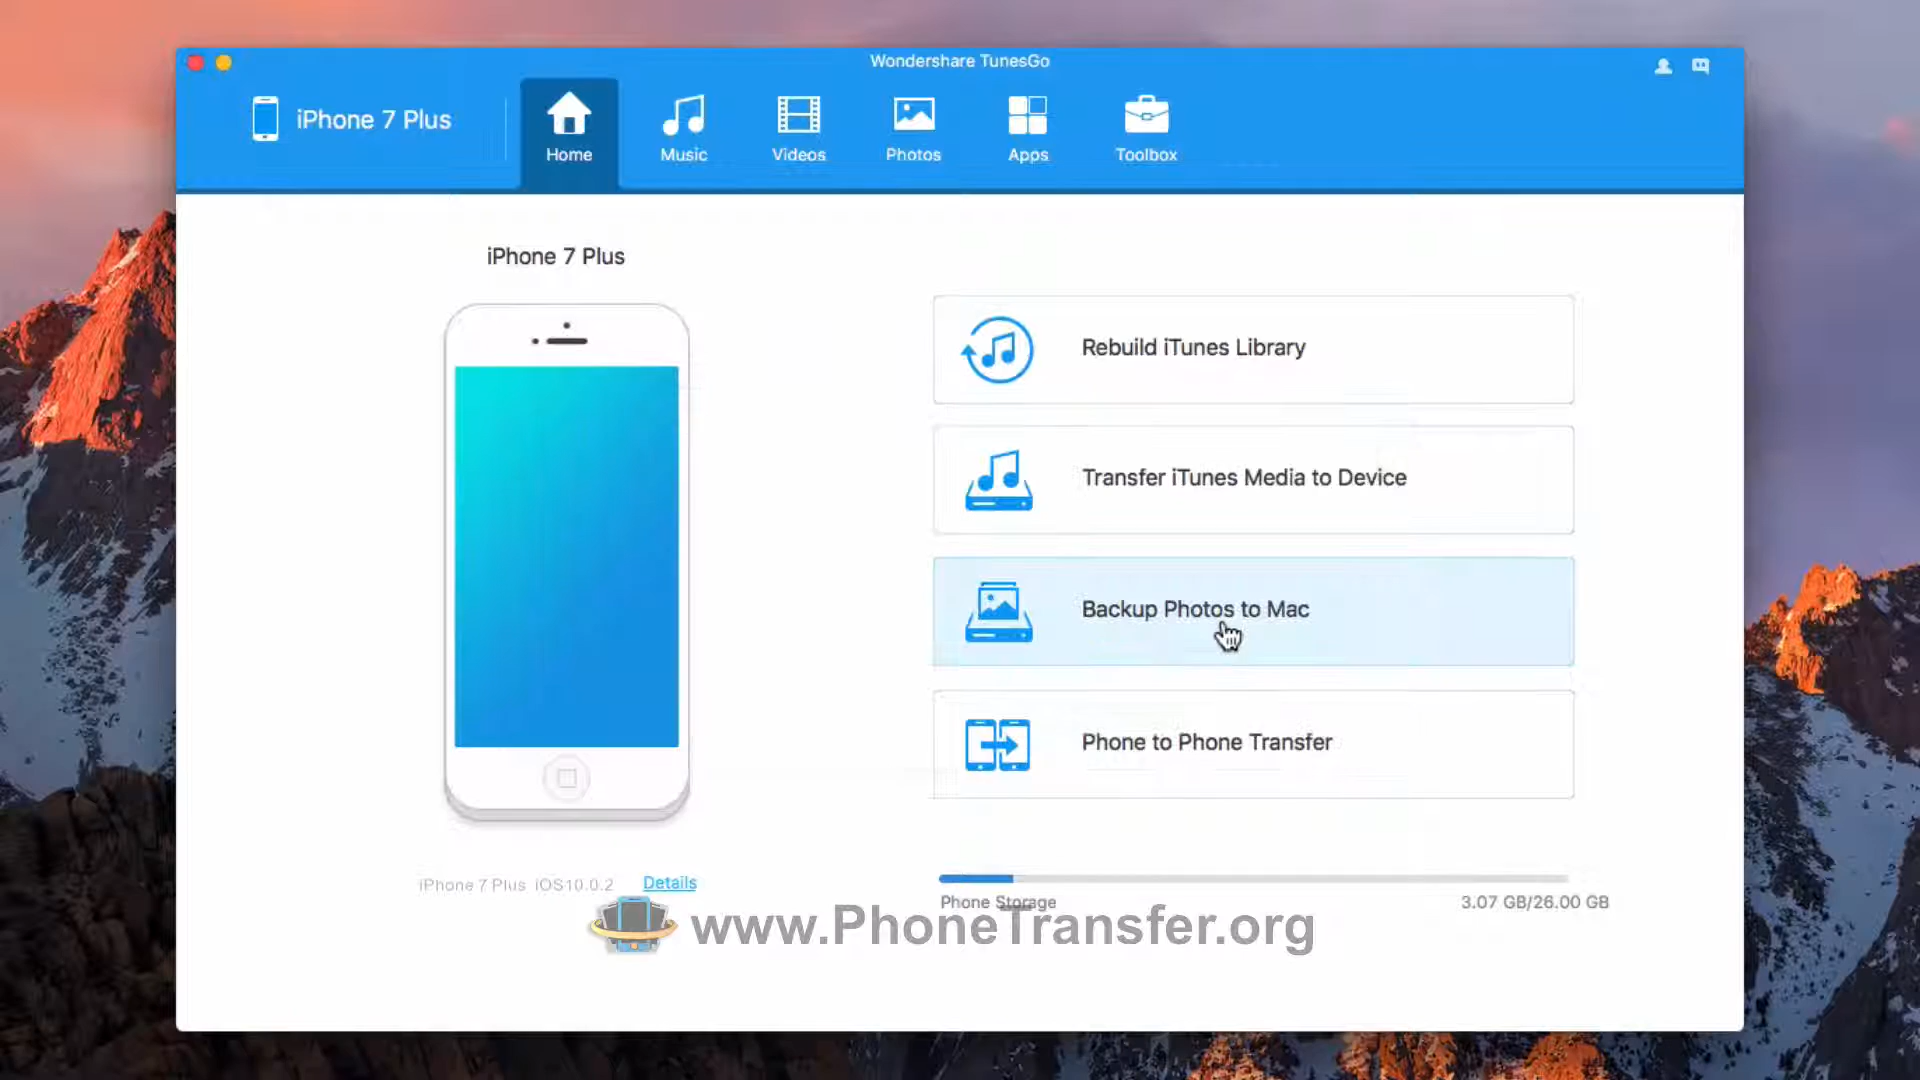 Wondershare TunesGo
iPhone 7 Plus
Home
Music
Videos
Photos
Apps
Toolbox
iPhone 7 Plus
Rebuild iTunes Library
Transfer iTunes Media to Device
Backup Photos to Mac
Phone to Phone Transfer
iPhone 7 Plus iOS10.0.2 Details
Phone Storage 3.07 GB/26.00 GB
www.PhoneTransfer.org